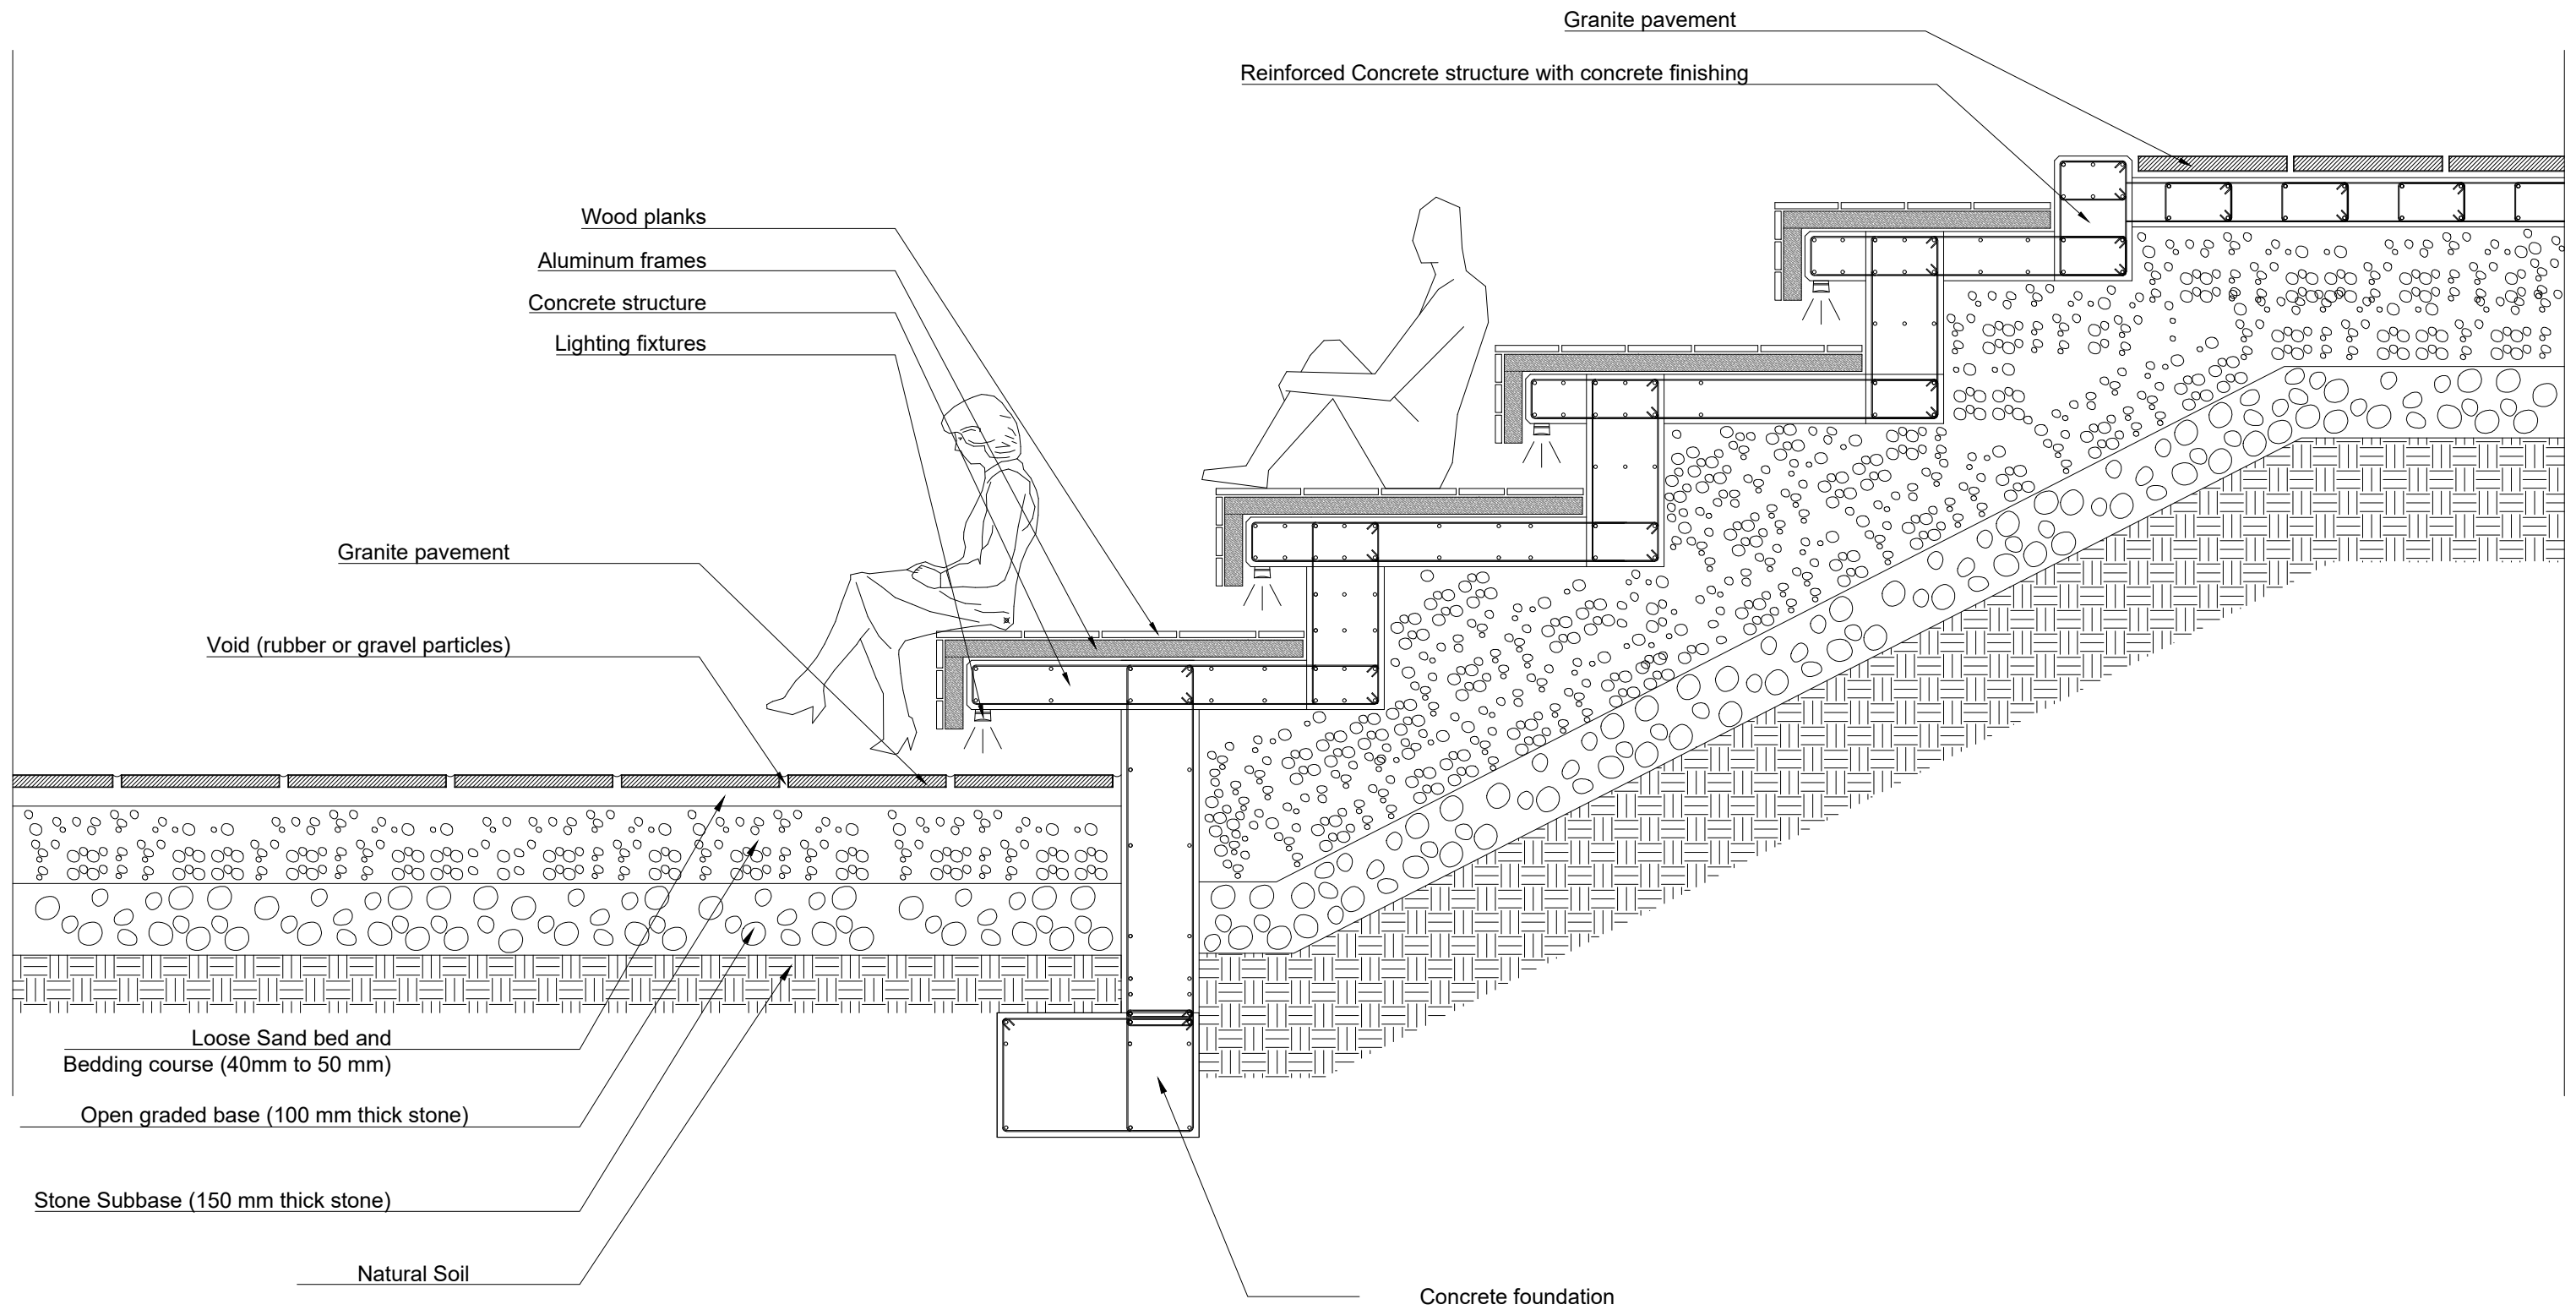 Granite pavement
Reinforced Concrete structure with concrete finishing
Wood planks
Aluminum frames
Concrete structure
Lighting fixtures
Granite pavement
Void (rubber or gravel particles)
Loose Sand bed and
Bedding course (40mm to 50 mm)
Open graded base (100 mm thick stone)
Stone Subbase (150 mm thick stone)
Natural Soil
Concrete foundation